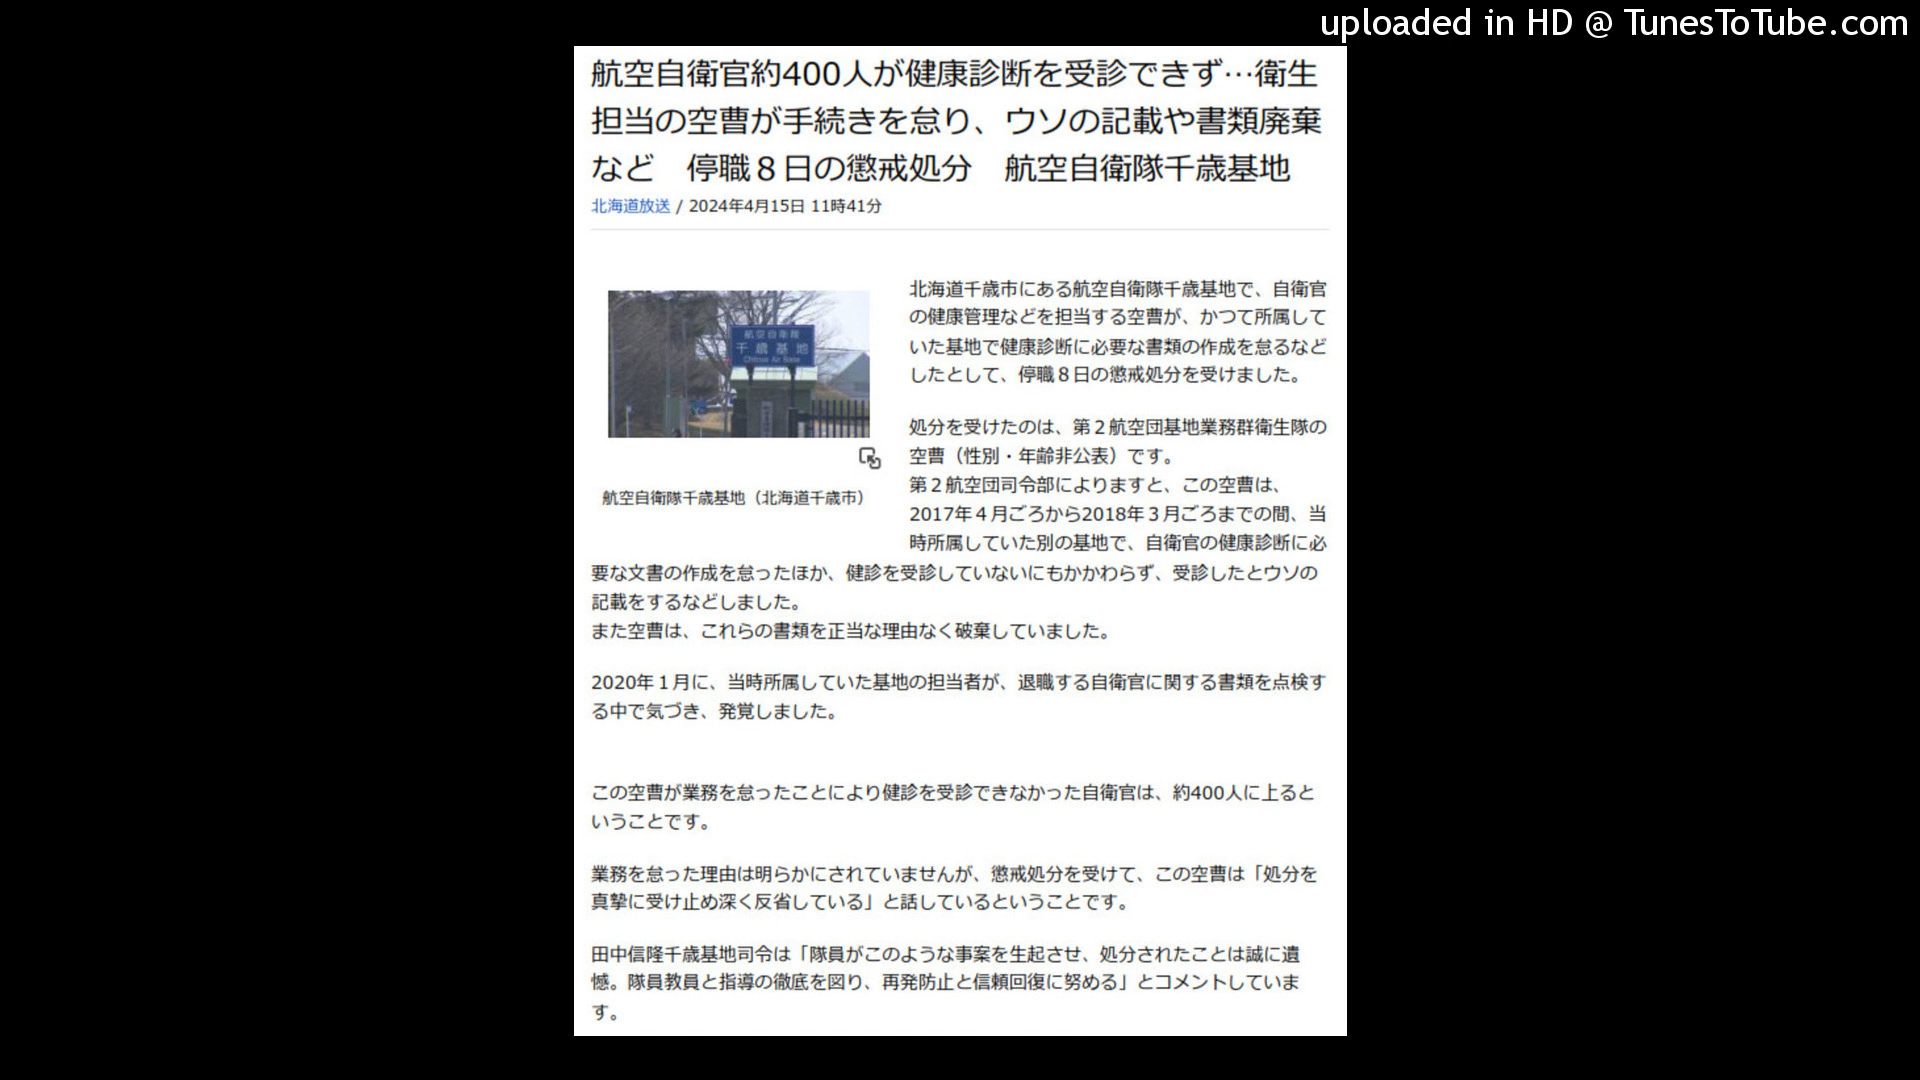 uploaded in HD @ TunesToTube.com
航空自衛官約400人が健康診断を受診できず…衛生
担当の空曹が手続きを怠り、ウソの記載や書類廃棄
など　停職８日の懲戒処分　航空自衛隊千歳基地
北海道放送 / 2024年4月15日 11時41分
航空自衛隊
千歳基地
Chitose Air Base
航空自衛隊千歳基地（北海道千歳市）
北海道千歳市にある航空自衛隊千歳基地で、自衛官
の健康管理などを担当する空曹が、かつて所属して
いた基地で健康診断に必要な書類の作成を怠るなど
したとして、停職８日の懲戒処分を受けました。
処分を受けたのは、第２航空団基地業務群衛生隊の
空曹（性別・年齢非公表）です。
第２航空団司令部によりますと、この空曹は、
2017年４月ごろから2018年３月ごろまでの間、当
時所属していた別の基地で、自衛官の健康診断に必
要な文書の作成を怠ったほか、健診を受診していないにもかかわらず、受診したとウソの
記載をするなどしました。
また空曹は、これらの書類を正当な理由なく破棄していました。
2020年１月に、当時所属していた基地の担当者が、退職する自衛官に関する書類を点検す
る中で気づき、発覚しました。
この空曹が業務を怠ったことにより健診を受診できなかった自衛官は、約400人に上ると
いうことです。
業務を怠った理由は明らかにされていませんが、懲戒処分を受けて、この空曹は「処分を
真摯に受け止め深く反省している」と話しているということです。
田中信隆千歳基地司令は「隊員がこのような事案を生起させ、処分されたことは誠に遺
憾。隊員教員と指導の徹底を図り、再発防止と信頼回復に努める」とコメントしていま
す。